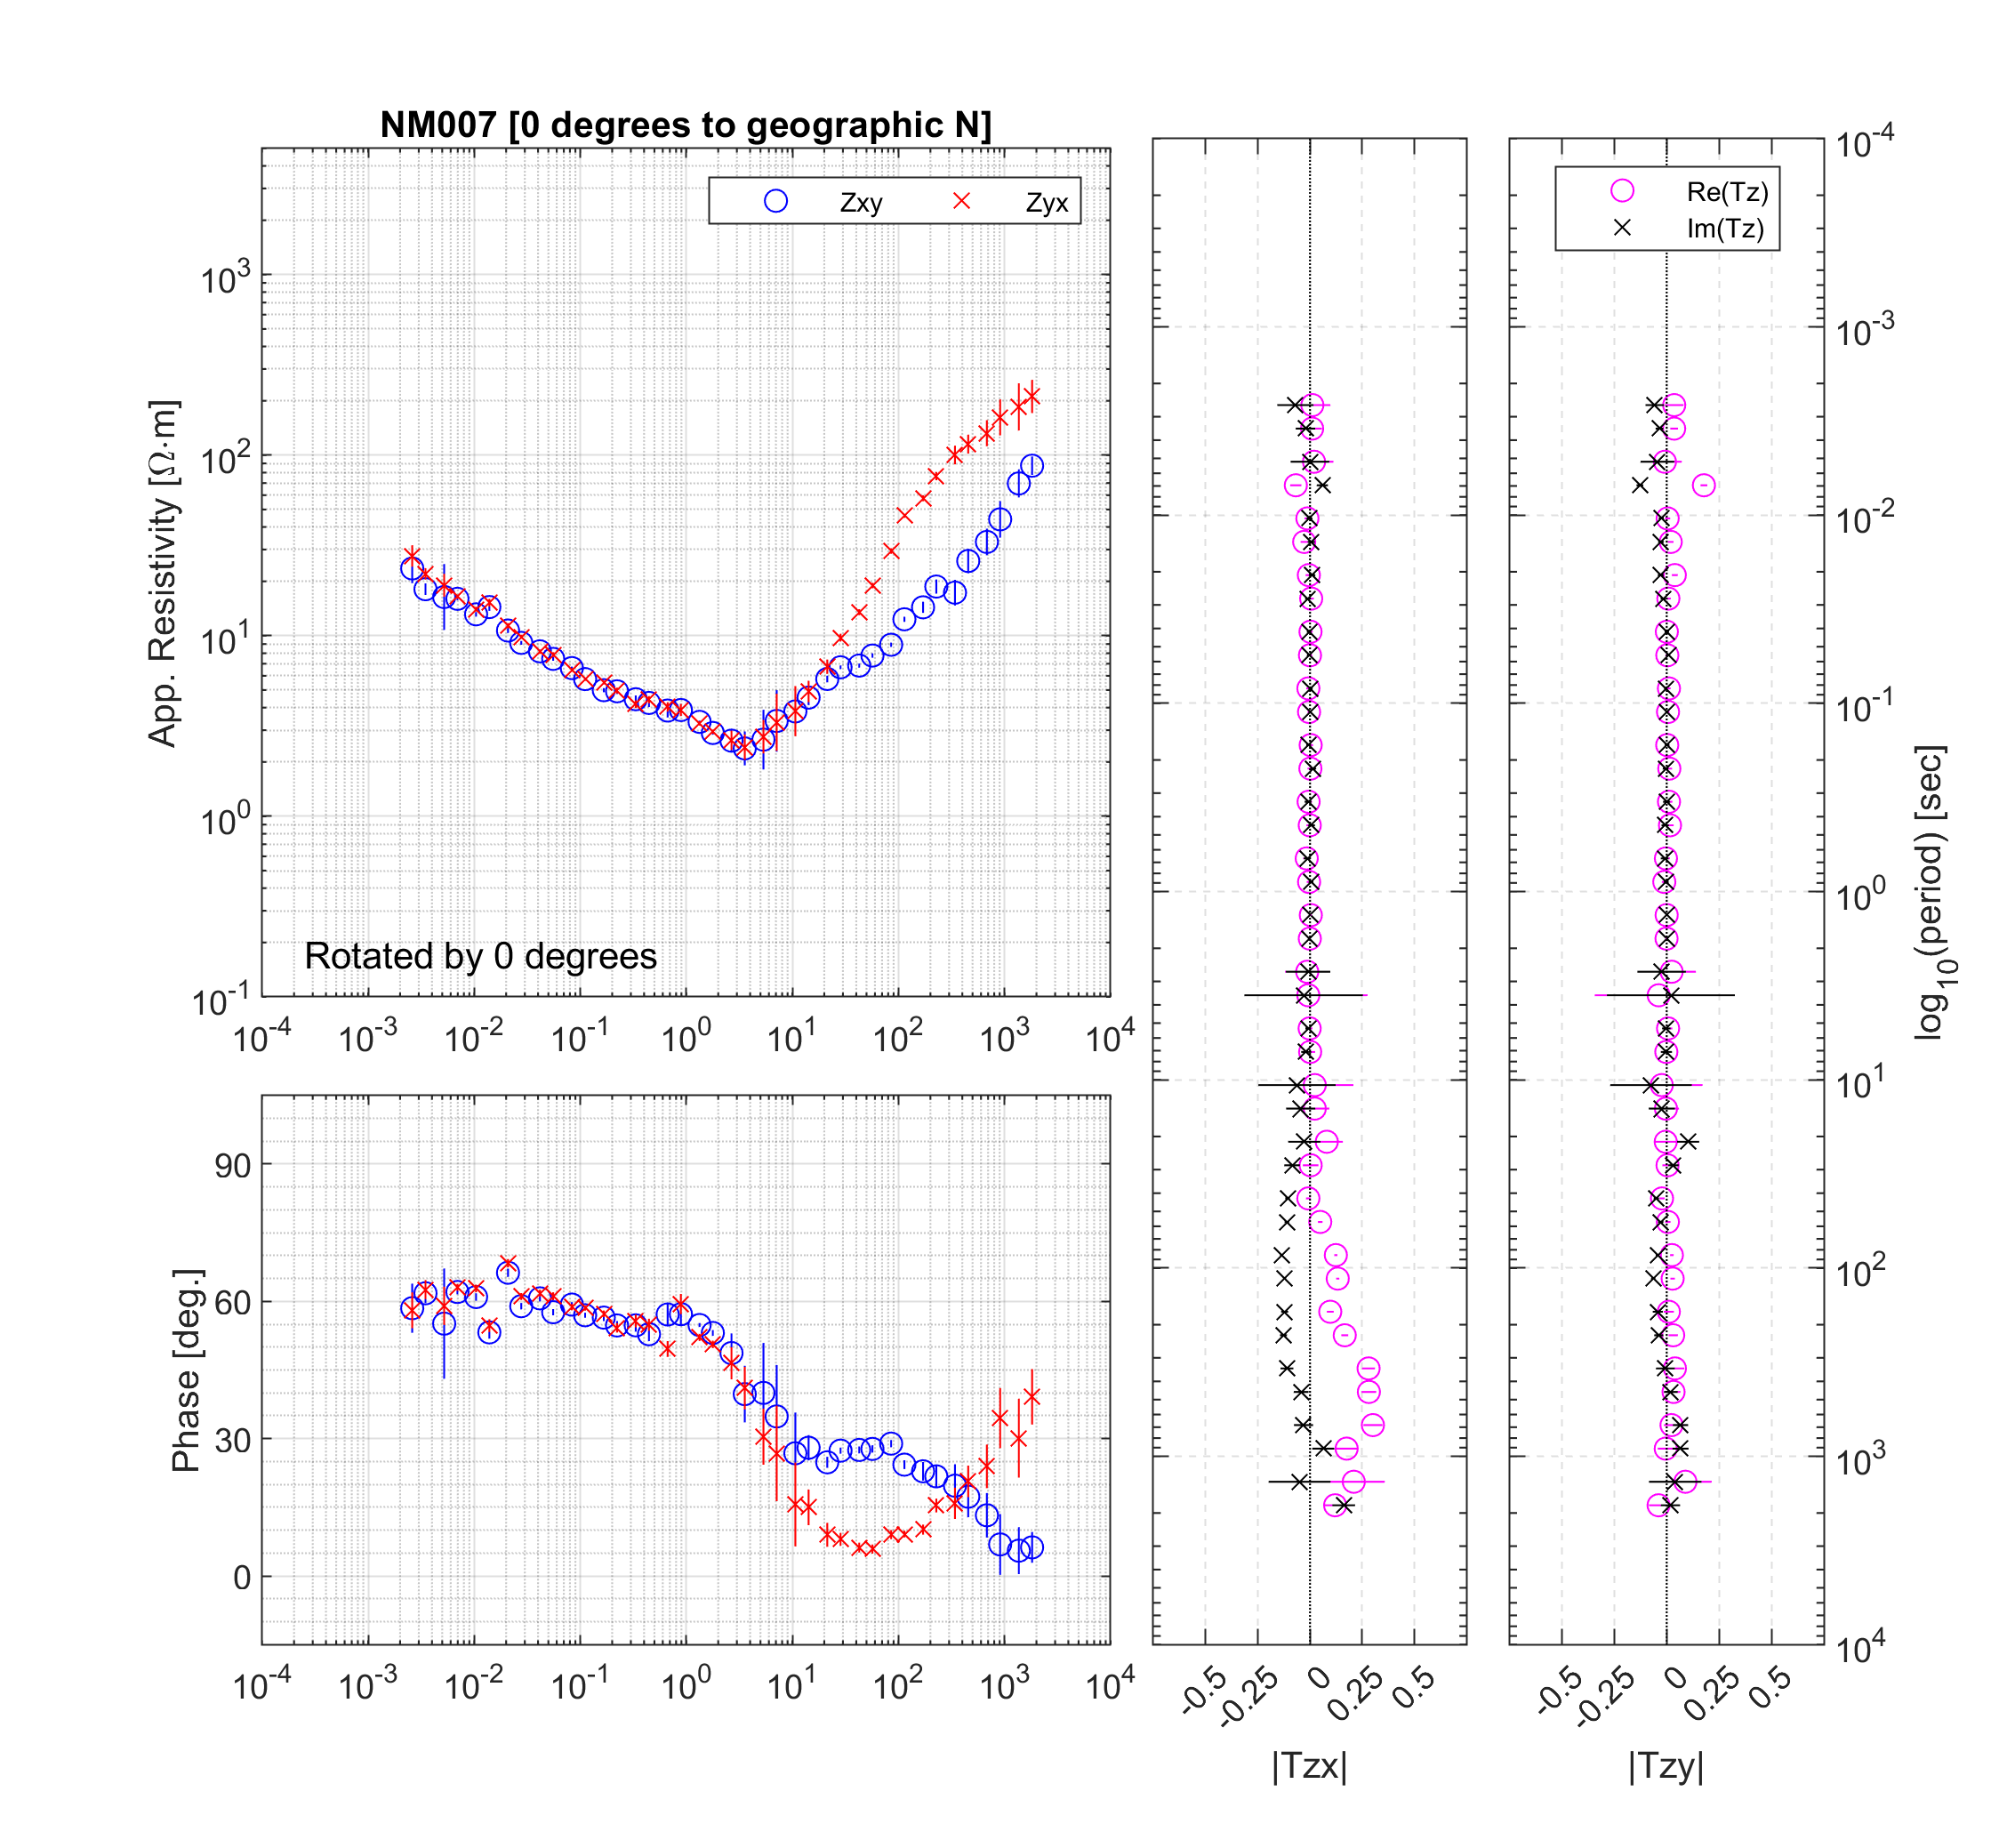 NM007 [0 degrees to geographic N]
Zxy Zyx
App. Resistivity [Ω·m]
10^3
10^2
10^1
10^0
10^-1
Rotated by 0 degrees
10^-4 10^-3 10^-2 10^-1 10^0 10^1 10^2 10^3 10^4
Phase [deg.]
90
60
30
0
10^-4 10^-3 10^-2 10^-1 10^0 10^1 10^2 10^3 10^4
-0.5 -0.25 0 0.25 0.5
|Tzx|
Re(Tz)
Im(Tz)
10^-4
10^-3
10^-2
10^-1
10^0
10^1
10^2
10^3
10^4
log_10(period) [sec]
-0.5 -0.25 0 0.25 0.5
|Tzy|